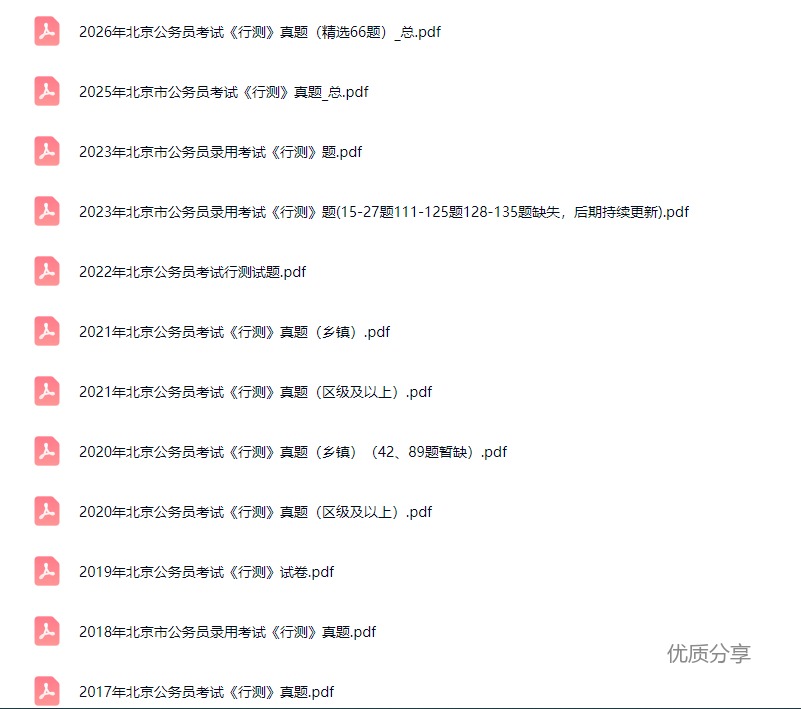 2026年北京公务员考试《行测》真题（精选66题）_总.pdf
2025年北京市公务员考试《行测》真题_总.pdf
2023年北京市公务员录用考试《行测》题.pdf
2023年北京市公务员录用考试《行测》题(15-27题111-125题128-135题缺失，后期持续更新).pdf
2022年北京公务员考试行测试题.pdf
2021年北京公务员考试《行测》真题（乡镇）.pdf
2021年北京公务员考试《行测》真题（区级及以上）.pdf
2020年北京公务员考试《行测》真题（乡镇）（42、89题暂缺）.pdf
2020年北京公务员考试《行测》真题（区级及以上）.pdf
2019年北京公务员考试《行测》试卷.pdf
2018年北京市公务员录用考试《行测》真题.pdf
优质分享
2017年北京公务员考试《行测》真题.pdf